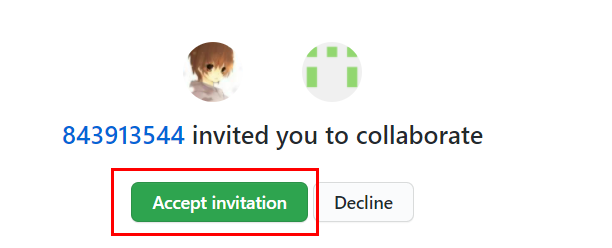 843913544 invited you to collaborate
Accept invitation Decline